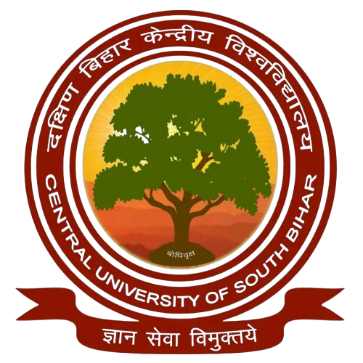 दक्षिण बिहार केन्द्रीय विश्वविद्यालय
बोधिवृक्ष
CENTRAL UNIVERSITY OF SOUTH BIHAR
ज्ञान सेवा विमुक्तये